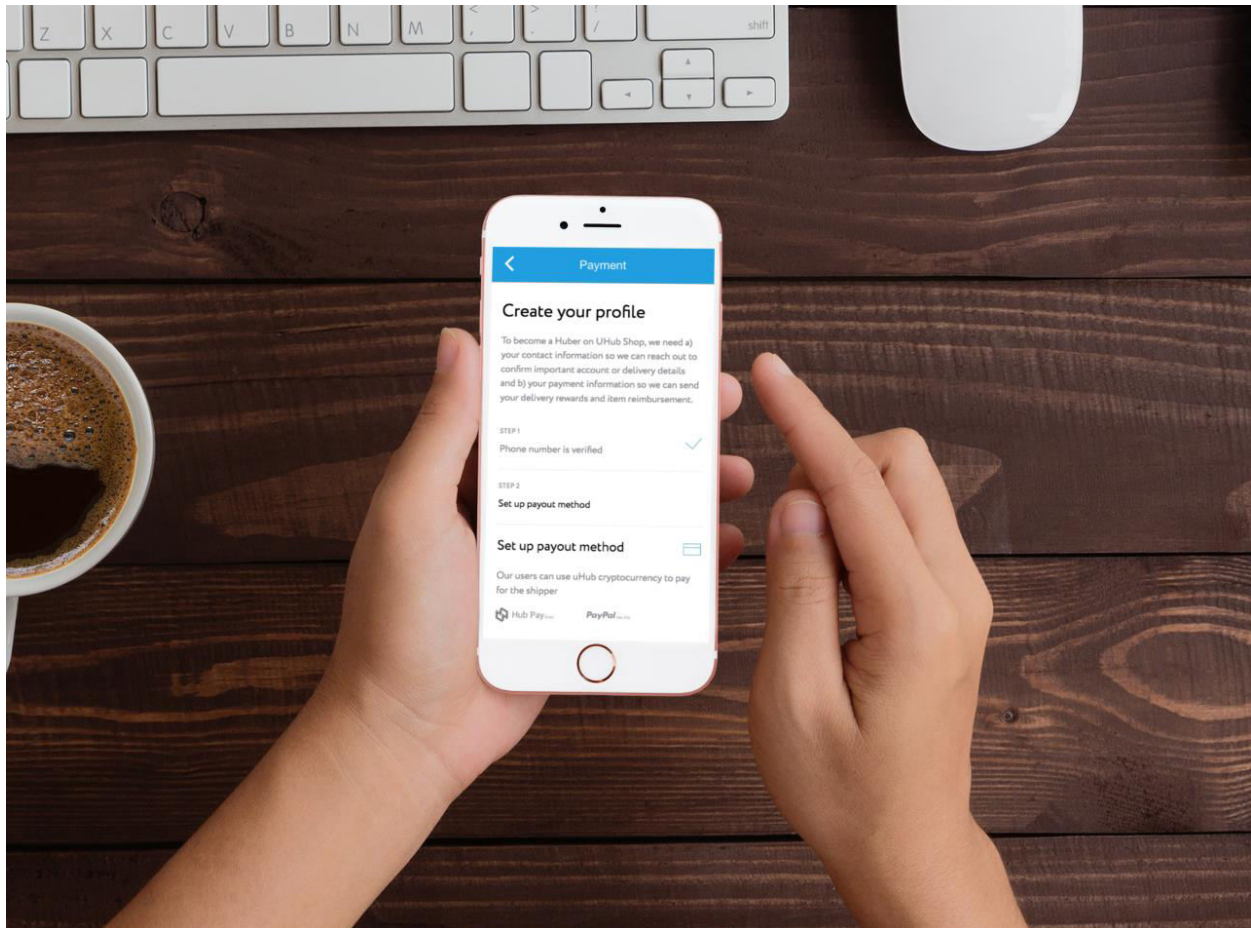 Z X C V B N M < , > . ? / shift
Payment
Create your profile
To become a Huber on UHub Shop, we need a)
your contact information so we can reach out to
confirm important account or delivery details
and b) your payment information so we can send
your delivery rewards and item reimbursement.
STEP 1
Phone number is verified
STEP 2
Set up payout method
Set up payout method
Our users can use uHub cryptocurrency to pay
for the shipper
Hub Pay PayPal